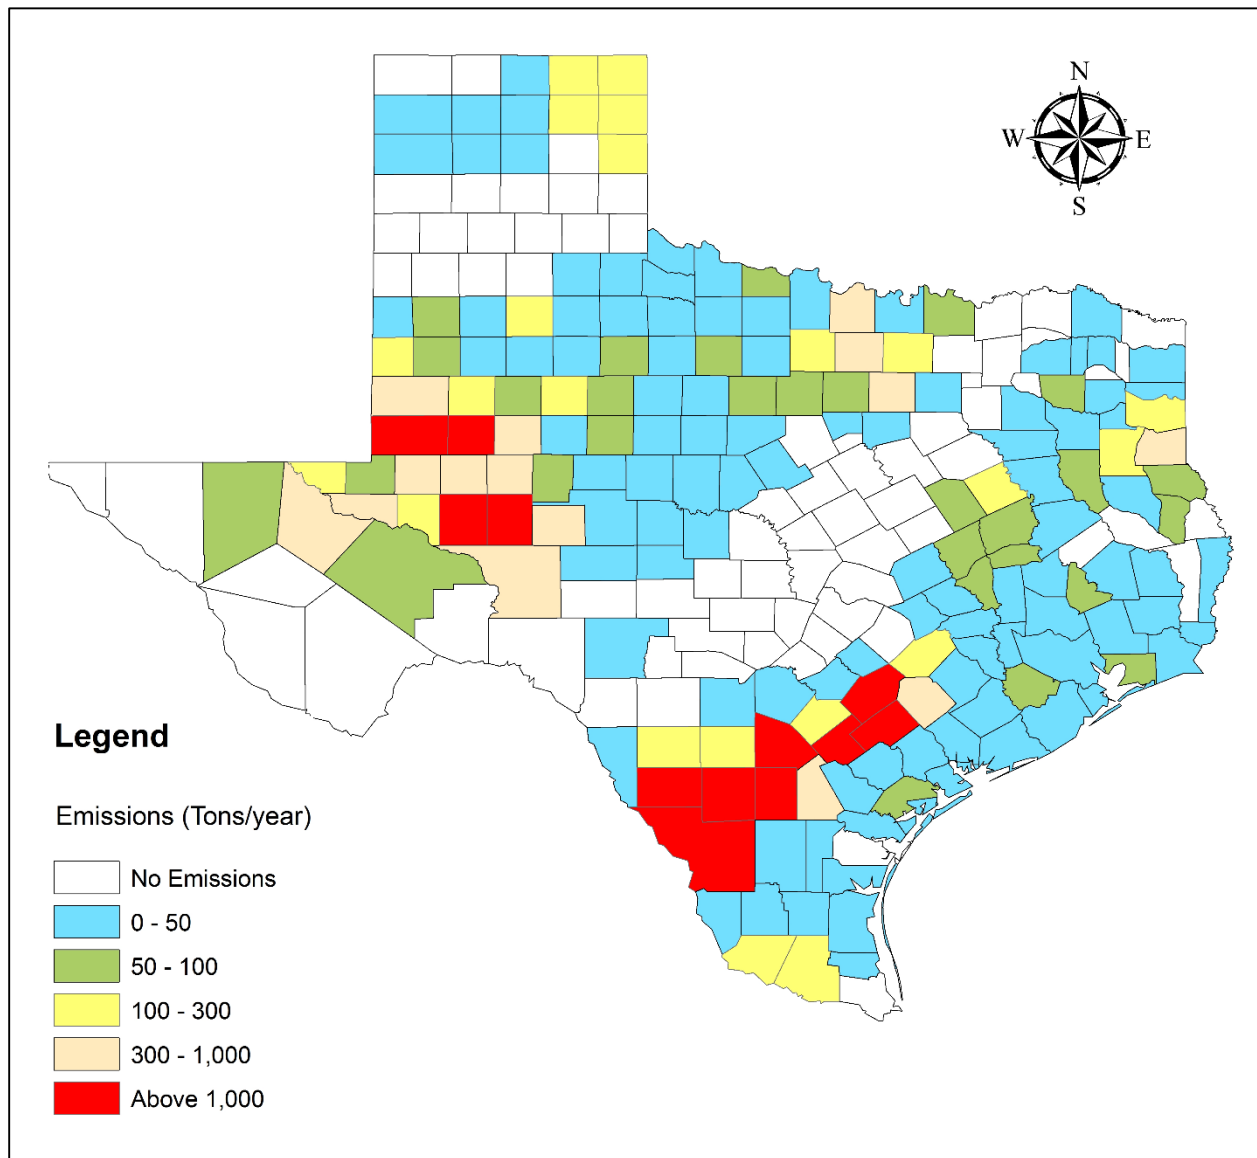 N
W E
S
Legend
Emissions (Tons/year)
No Emissions
0 - 50
50 - 100
100 - 300
300 - 1,000
Above 1,000